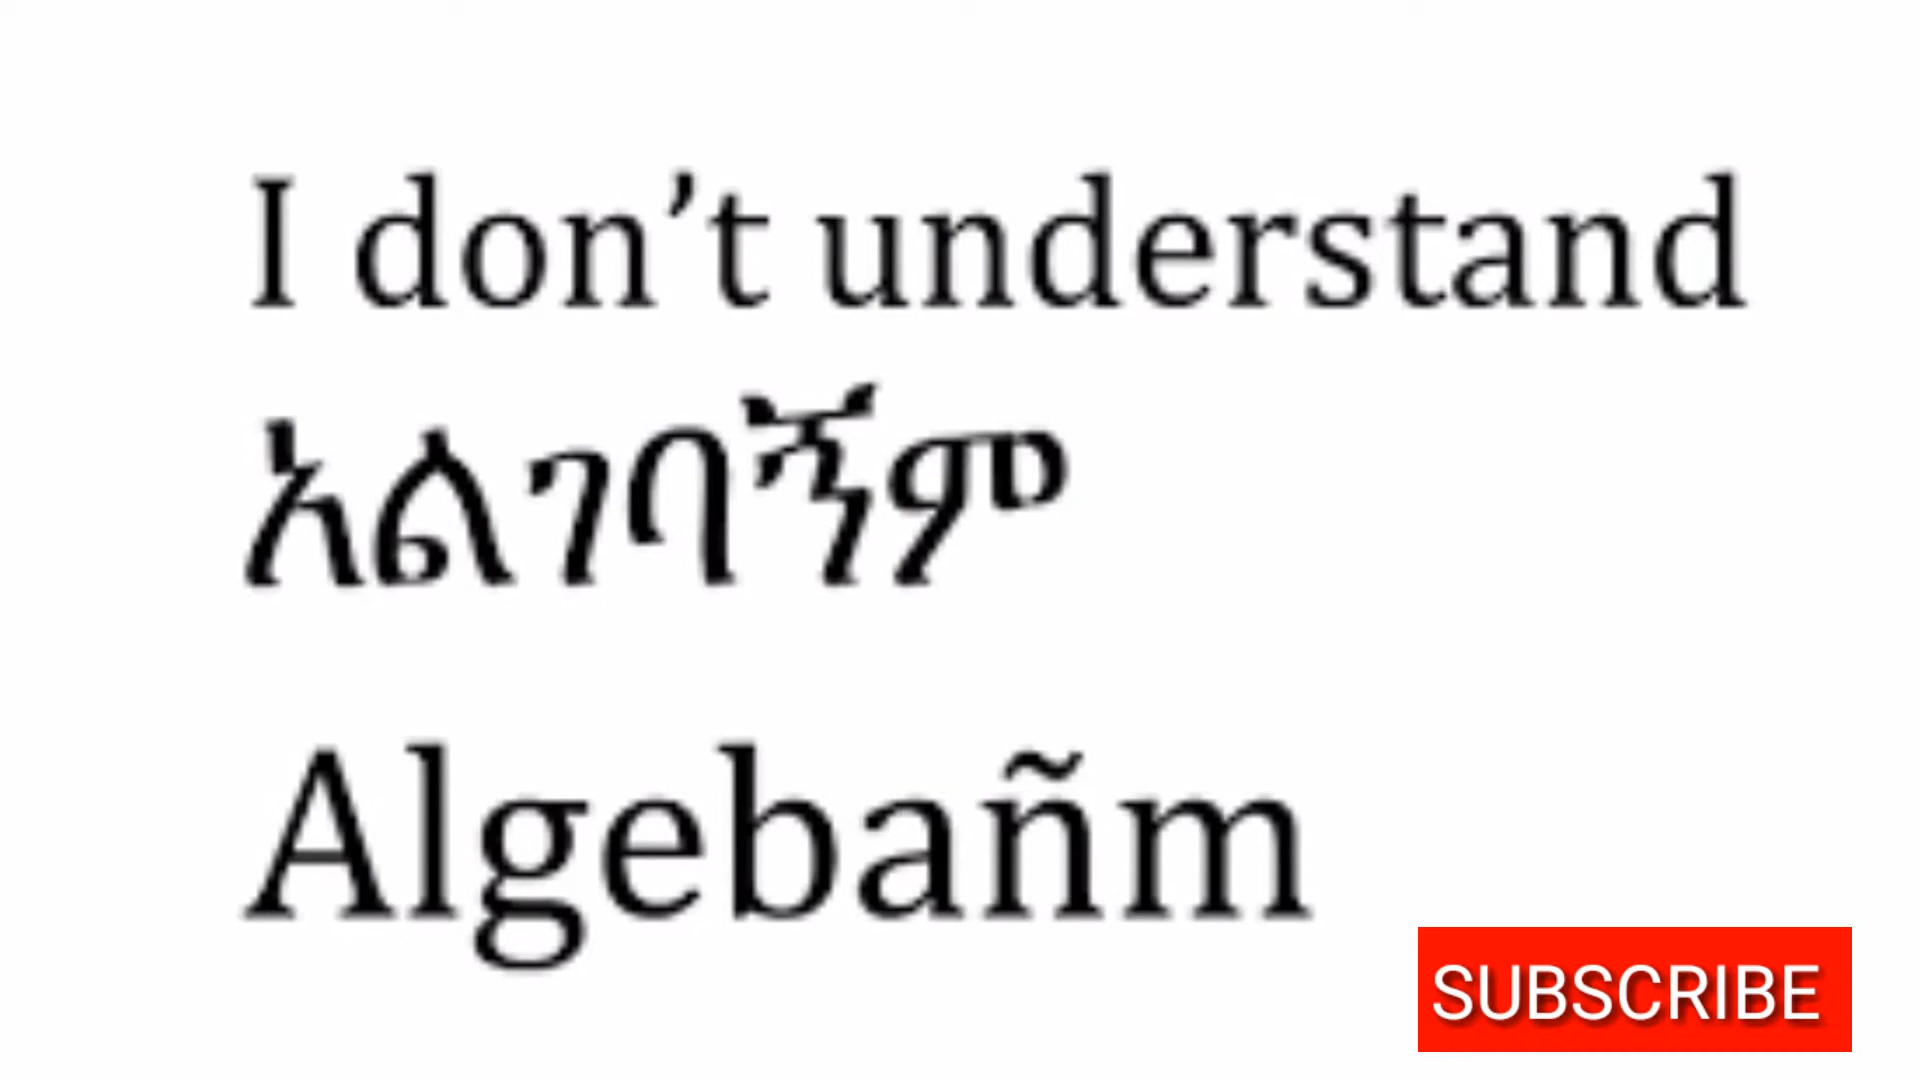 I don’t understand
አልገባኝም
Algebañm
SUBSCRIBE